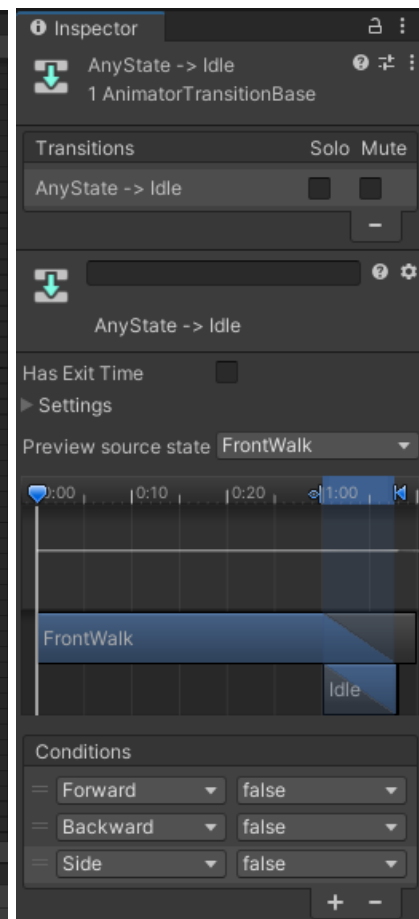 Inspector
AnyState -> Idle
1 AnimatorTransitionBase
Transitions Solo Mute
AnyState -> Idle
AnyState -> Idle
Has Exit Time
Settings
Preview source state FrontWalk
0:00 0:10 0:20 1:00
FrontWalk
Idle
Conditions
Forward false
Backward false
Side false